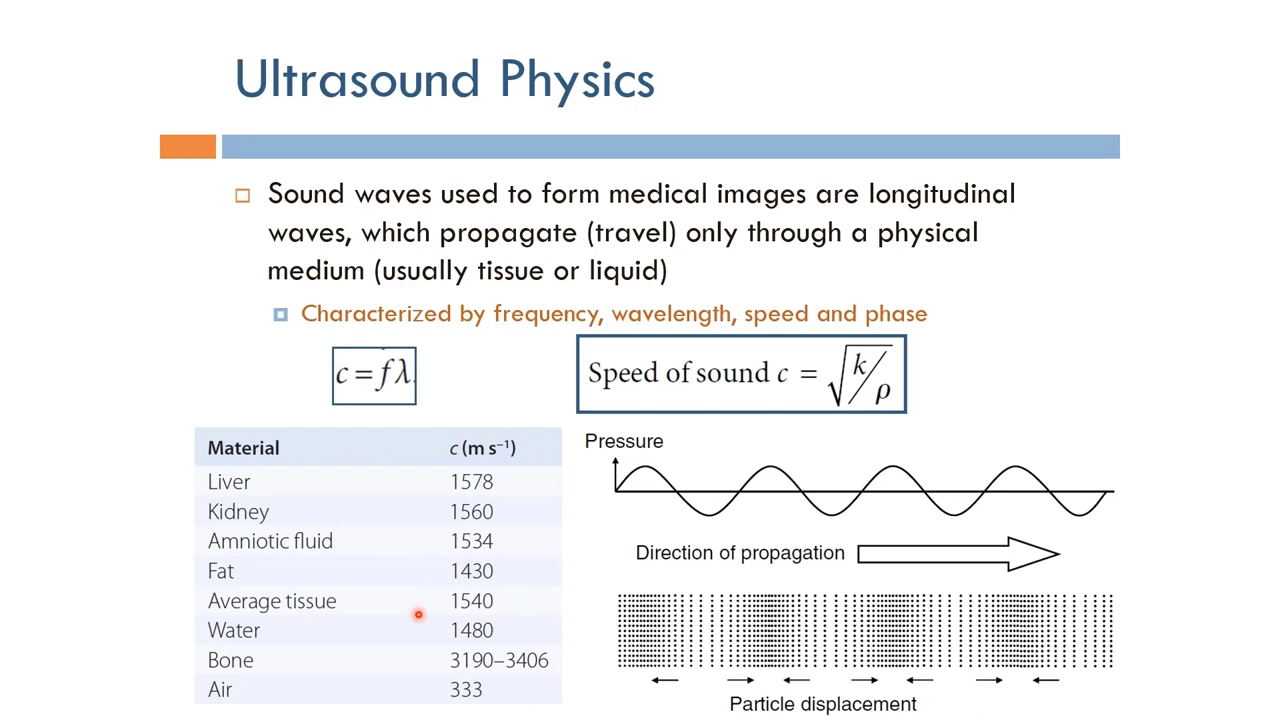 Ultrasound Physics
Sound waves used to form medical images are longitudinal
waves, which propagate (travel) only through a physical
medium (usually tissue or liquid)
Characterized by frequency, wavelength, speed and phase
c = fλ.
Speed of sound c = √k/ρ
Material c (m s⁻¹)
Liver 1578
Kidney 1560
Amniotic fluid 1534
Fat 1430
Average tissue 1540
Water 1480
Bone 3190–3406
Air 333
Pressure
Direction of propagation
Particle displacement